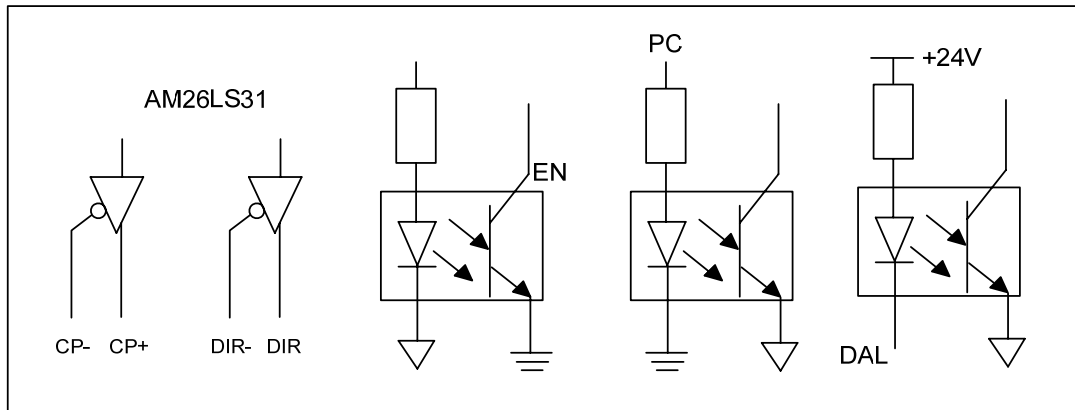 PC
+24V
AM26LS31
EN
CP- CP+ DIR- DIR
DAL